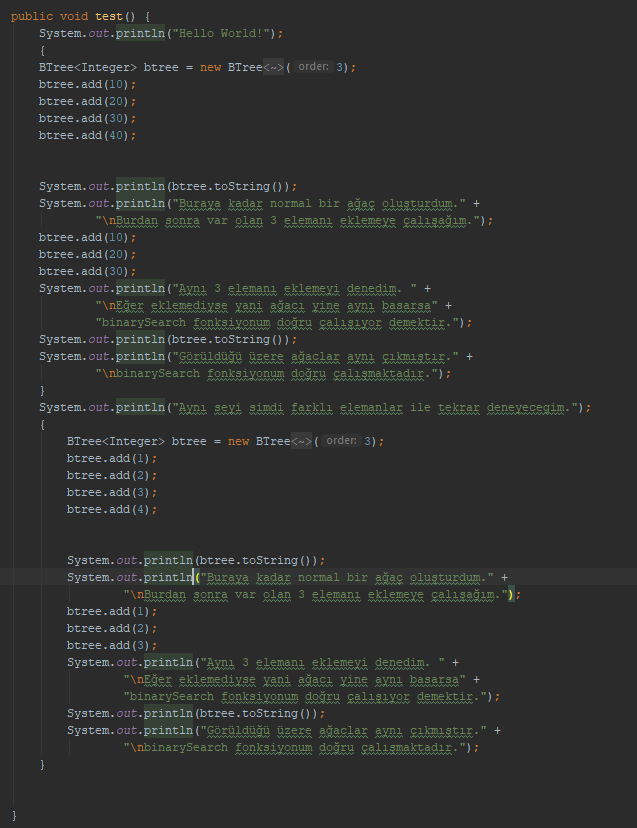 public void test() {
System.out.println("Hello World!");
{
BTree<Integer> btree = new BTree<~>( order: 3);
btree.add(10);
btree.add(20);
btree.add(30);
btree.add(40);
System.out.println(btree.toString());
System.out.println("Buraya kadar normal bir ağaç oluşturdum." +
"\nBurdan sonra var olan 3 elemanı eklemeye çalışağım.");
btree.add(10);
btree.add(20);
btree.add(30);
System.out.println("Aynı 3 elemanı eklemeyi denedim. " +
"\nEğer eklemediyse yani ağacı yine aynı basarsa" +
"binarySearch fonksiyonum doğru çalışıyor demektir.");
System.out.println(btree.toString());
System.out.println("Görüldüğü üzere ağaclar aynı çıkmıştır." +
"\nbinarySearch fonksiyonum doğru çalışmaktadır.");
}
System.out.println("Aynı seyi simdi farklı elemanlar ile tekrar deneyecegim.");
{
BTree<Integer> btree = new BTree<~>( order: 3);
btree.add(1);
btree.add(2);
btree.add(3);
btree.add(4);
System.out.println(btree.toString());
System.out.println("Buraya kadar normal bir ağaç oluşturdum." +
"\nBurdan sonra var olan 3 elemanı eklemeye çalışağım.");
btree.add(1);
btree.add(2);
btree.add(3);
System.out.println("Aynı 3 elemanı eklemeyi denedim. " +
"\nEğer eklemediyse yani ağacı yine aynı basarsa" +
"binarySearch fonksiyonum doğru çalışıyor demektir.");
System.out.println(btree.toString());
System.out.println("Görüldüğü üzere ağaclar aynı çıkmıştır." +
"\nbinarySearch fonksiyonum doğru çalışmaktadır.");
}
}